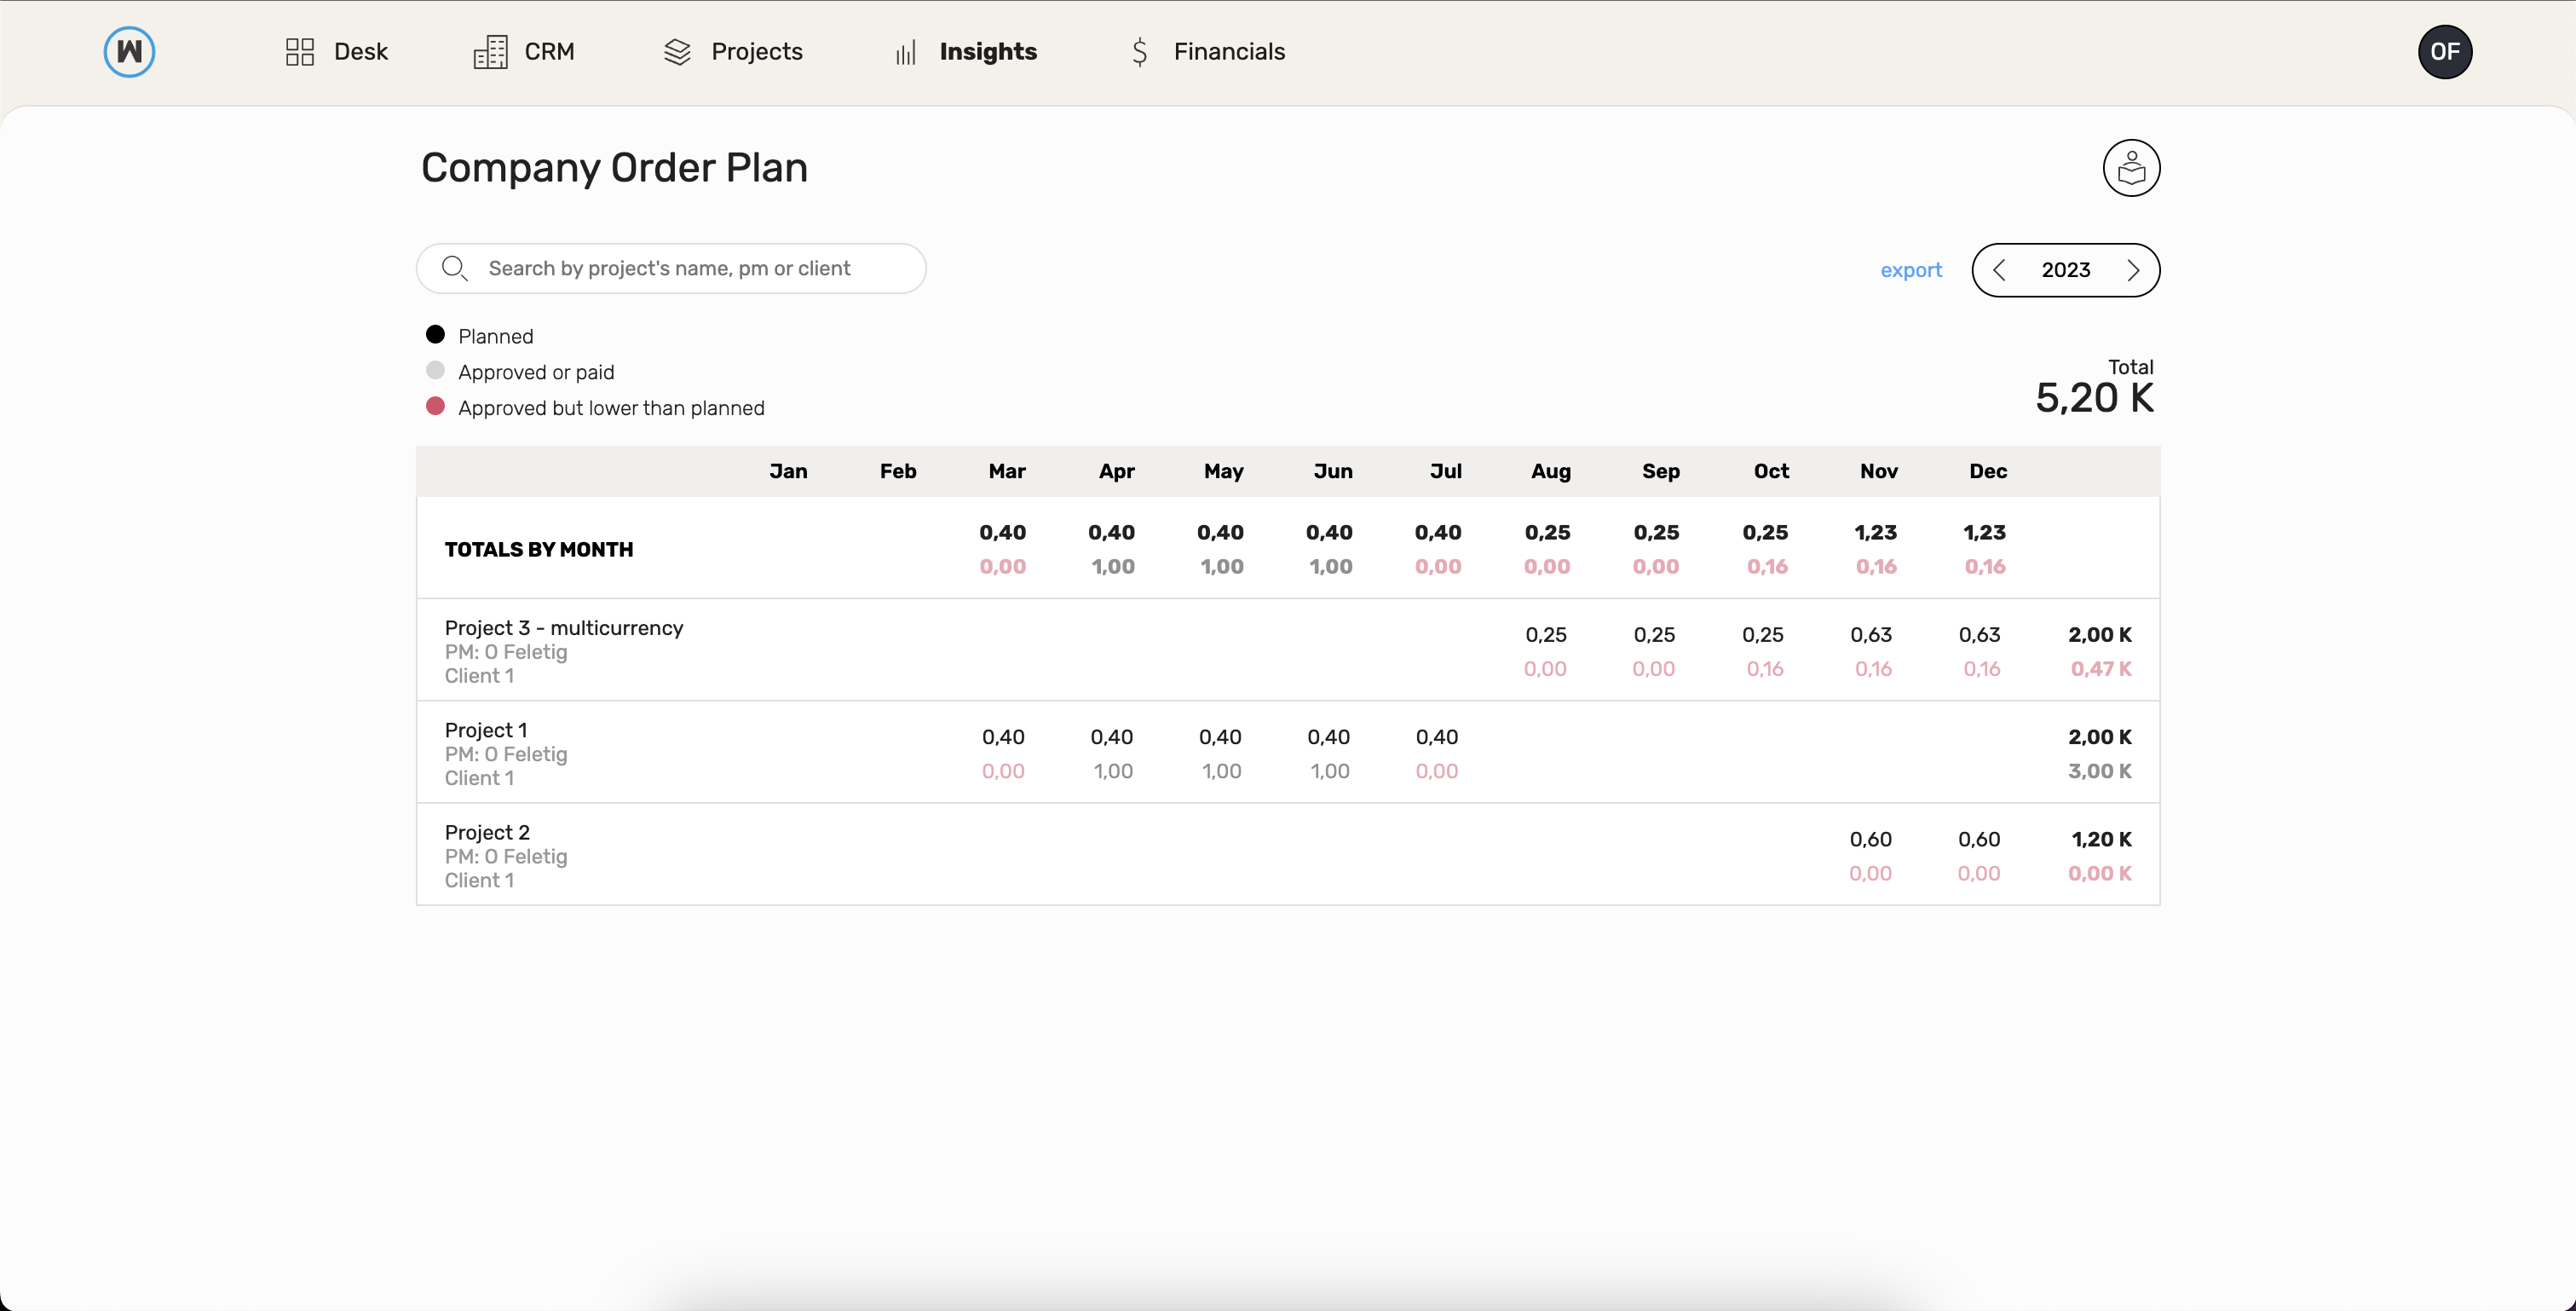 W Desk CRM Projects Insights $ Financials OF
Company Order Plan
Search by project's name, pm or client export 2023
Planned
Approved or paid
Approved but lower than planned
Total
5,20 K
Jan Feb Mar Apr May Jun Jul Aug Sep Oct Nov Dec
TOTALS BY MONTH
0,40 0,40 0,40 0,40 0,40 0,25 0,25 0,25 1,23 1,23
0,00 1,00 1,00 1,00 0,00 0,00 0,00 0,16 0,16 0,16
Project 3 - multicurrency
PM: O Feletig
Client 1
0,25 0,25 0,25 0,63 0,63 2,00 K
0,00 0,00 0,16 0,16 0,16 0,47 K
Project 1
PM: O Feletig
Client 1
0,40 0,40 0,40 0,40 0,40 2,00 K
0,00 1,00 1,00 1,00 0,00 3,00 K
Project 2
PM: O Feletig
Client 1
0,60 0,60 1,20 K
0,00 0,00 0,00 K